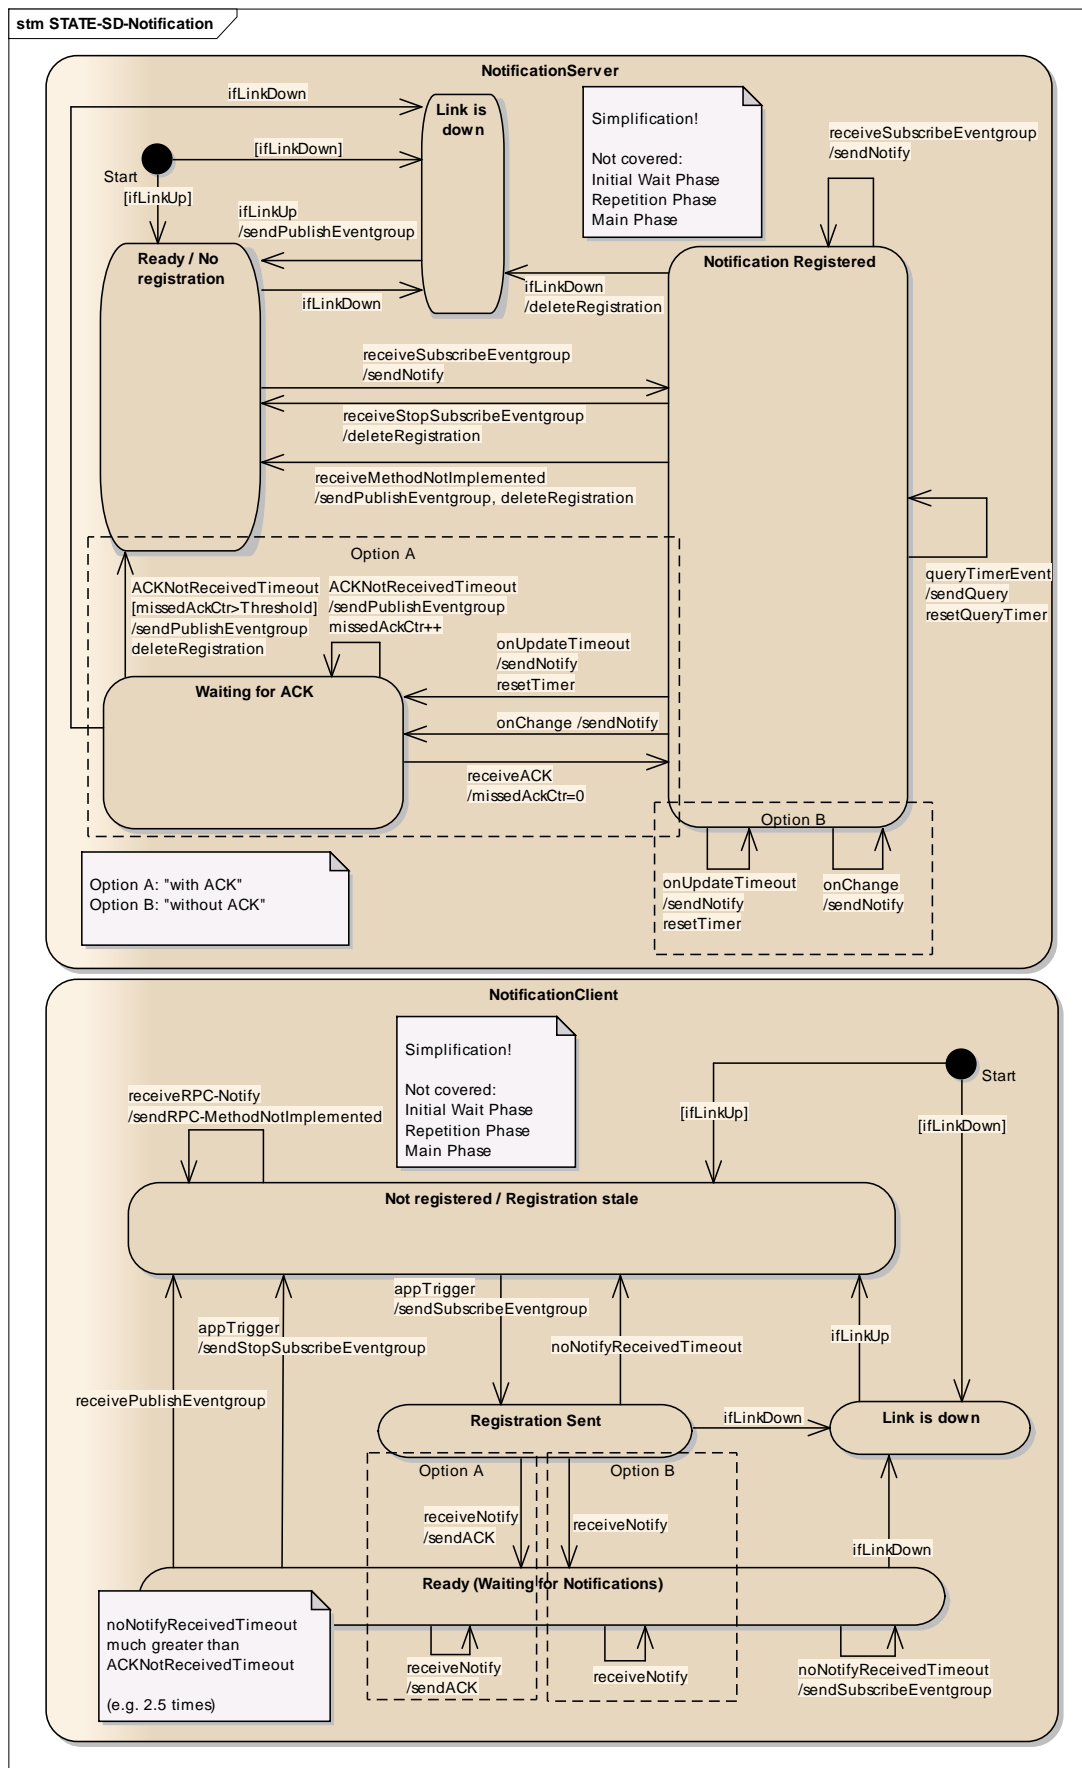 stm STATE-SD-Notification
NotificationServer
ifLinkDown
Link is
down
Simplification!
Not covered:
Initial Wait Phase
Repetition Phase
Main Phase
receiveSubscribeEventgroup
/sendNotify
[ifLinkDown]
Start
[ifLinkUp]
ifLinkUp
/sendPublishEventgroup
Ready / No
registration
Notification Registered
ifLinkDown
ifLinkDown
/deleteRegistration
receiveSubscribeEventgroup
/sendNotify
receiveStopSubscribeEventgroup
/deleteRegistration
receiveMethodNotImplemented
/sendPublishEventgroup, deleteRegistration
Option A
ACKNotReceivedTimeout
[missedAckCtr>Threshold]
/sendPublishEventgroup
deleteRegistration
ACKNotReceivedTimeout
/sendPublishEventgroup
missedAckCtr++
queryTimerEvent
/sendQuery
resetQueryTimer
onUpdateTimeout
/sendNotify
resetTimer
Waiting for ACK
onChange /sendNotify
receiveACK
/missedAckCtr=0
Option B
Option A: "with ACK"
Option B: "without ACK"
onUpdateTimeout
/sendNotify
resetTimer
onChange
/sendNotify
NotificationClient
Simplification!
Not covered:
Initial Wait Phase
Repetition Phase
Main Phase
Start
receiveRPC-Notify
/sendRPC-MethodNotImplemented
[ifLinkUp]
[ifLinkDown]
Not registered / Registration stale
appTrigger
/sendSubscribeEventgroup
appTrigger
/sendStopSubscribeEventgroup
noNotifyReceivedTimeout
ifLinkUp
receivePublishEventgroup
Registration Sent
ifLinkDown
Link is down
Option A
Option B
receiveNotify
/sendACK
receiveNotify
ifLinkDown
Ready (Waiting for Notifications)
noNotifyReceivedTimeout
much greater than
ACKNotReceivedTimeout
(e.g. 2.5 times)
receiveNotify
/sendACK
receiveNotify
noNotifyReceivedTimeout
/sendSubscribeEventgroup